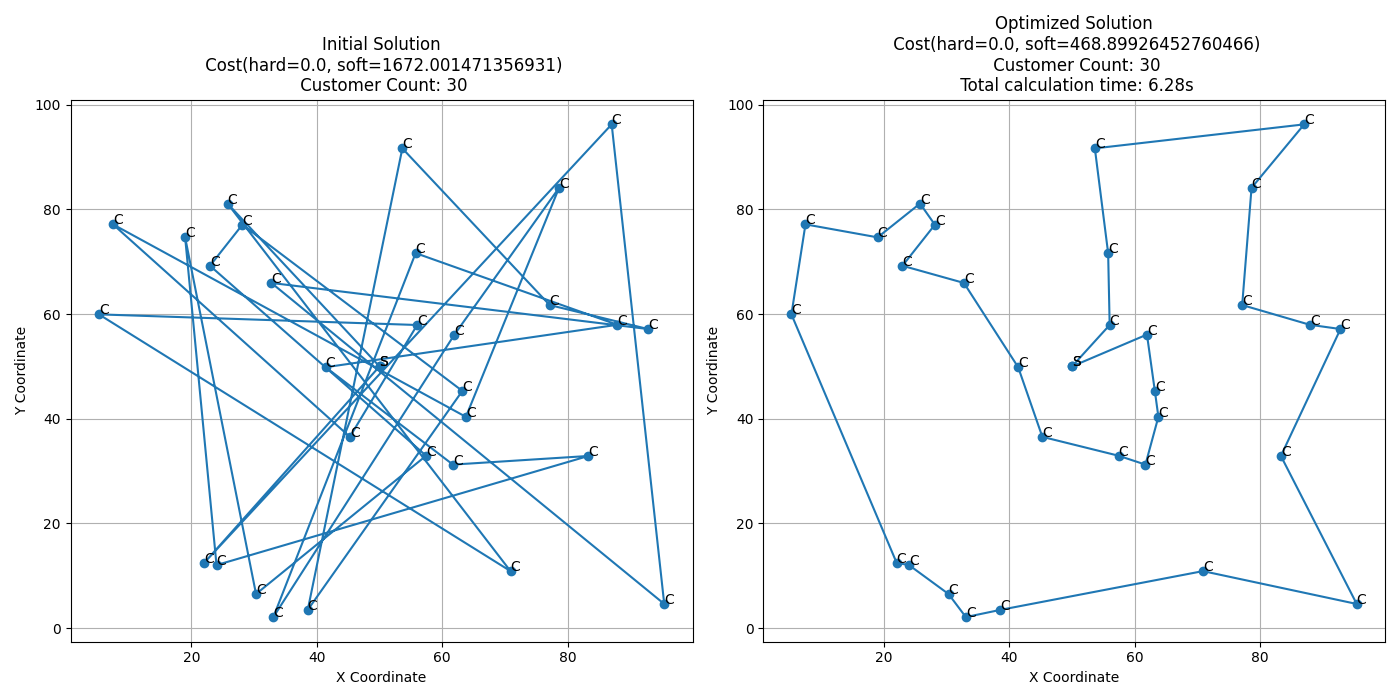 Initial Solution
Cost(hard=0.0, soft=1672.001471356931)
Customer Count: 30
100
C
C
C
C
80
C
C
C
C
C
C
C
60
C
C
C
C
C
S
C
C
40
C
C
C
C
C
20
C
C
C
C
C
C
C
0
20
40
60
80
X Coordinate
Y Coordinate
Optimized Solution
Cost(hard=0.0, soft=468.89926452760466)
Customer Count: 30
Total calculation time: 6.28s
100
C
C
C
C
80
C
C
C
C
C
C
C
60
C
C
C
C
C
S
C
C
40
C
C
C
C
C
20
C
C
C
C
C
C
C
0
20
40
60
80
X Coordinate
Y Coordinate